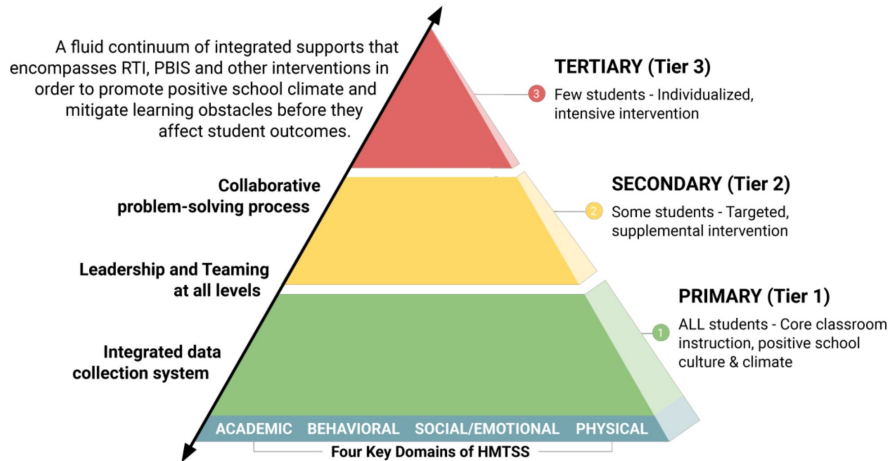 A fluid continuum of integrated supports that
encompasses RTI, PBIS and other interventions in
order to promote positive school climate and
mitigate learning obstacles before they
affect student outcomes.
TERTIARY (Tier 3)
3
Few students - Individualized,
intensive intervention
Collaborative
problem-solving process
SECONDARY (Tier 2)
2
Some students - Targeted,
supplemental intervention
Leadership and Teaming
at all levels
PRIMARY (Tier 1)
1
ALL students - Core classroom
instruction, positive school
culture & climate
Integrated data
collection system
ACADEMIC BEHAVIORAL SOCIAL/EMOTIONAL PHYSICAL
Four Key Domains of HMTSS